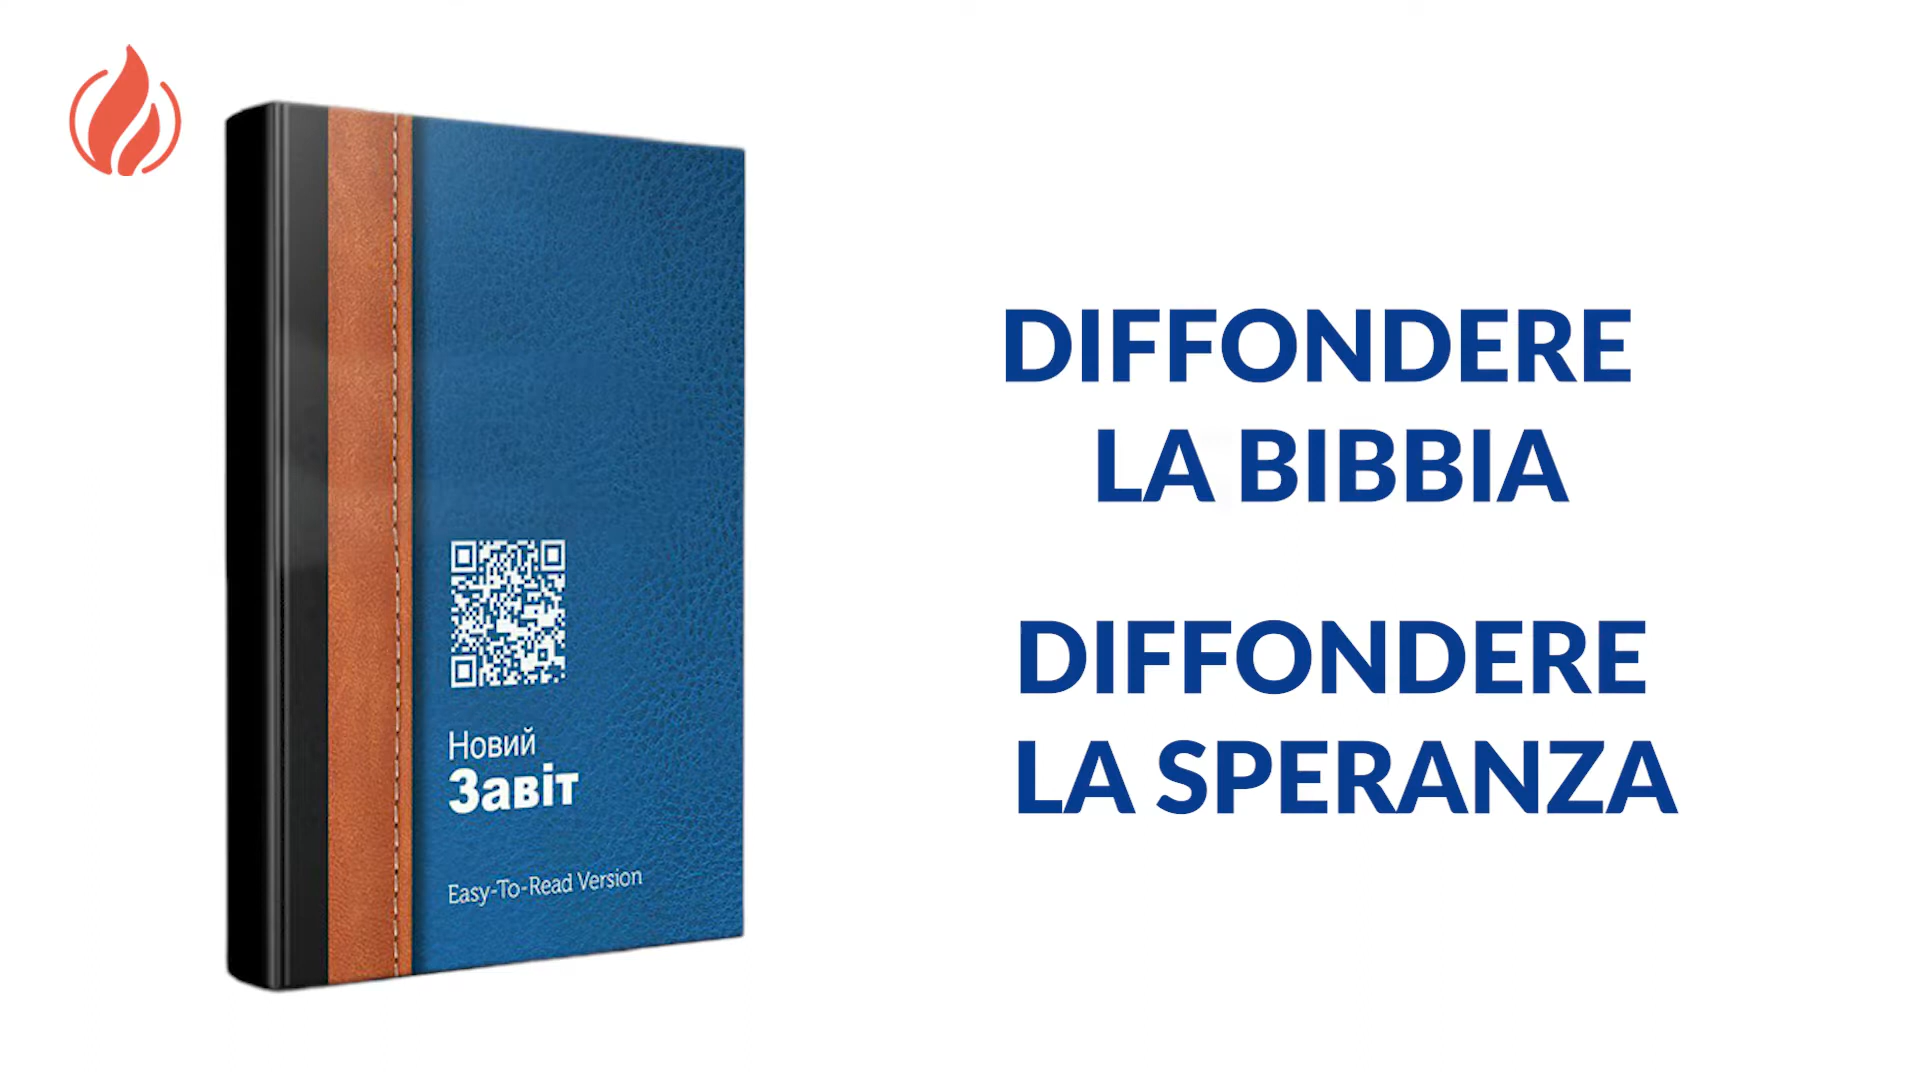 Новий
Завіт
Easy-To-Read Version
DIFFONDERE
LA BIBBIA
DIFFONDERE
LA SPERANZA